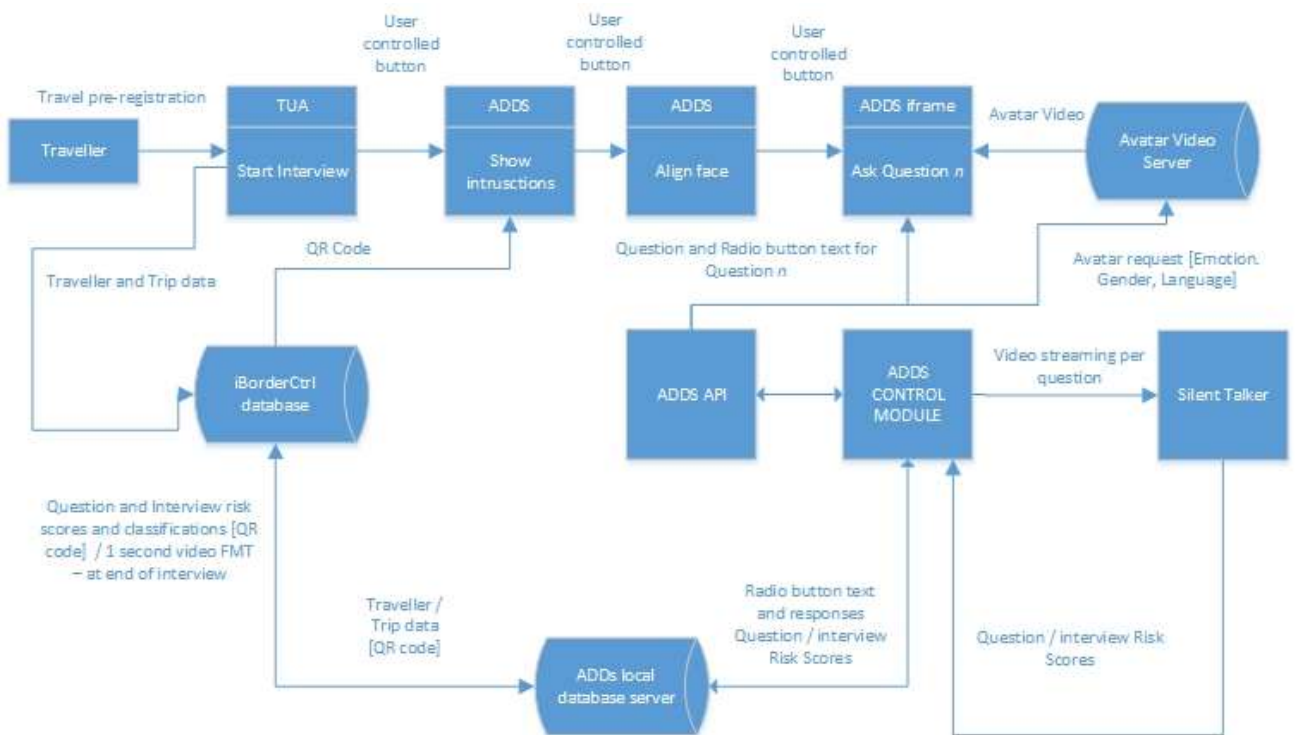 User
controlled
button
User
controlled
button
User
controlled
button
Travel pre-registration
Traveller
TUA
Start Interview
ADDS
Show
intrusctions
ADDS
Align face
ADDS iframe
Ask Question n
Avatar Video
Avatar Video
Server
QR Code
Traveller and Trip data
Question and Radio button text for
Question n
Avatar request [Emotion.
Gender, Language]
iBorderCtrl
database
ADDS API
ADDS
CONTROL
MODULE
Video streaming per
question
Silent Talker
Question and Interview risk
scores and classifications [QR
code] / 1 second video FMT
– at end of interview
Traveller /
Trip data
[QR code]
ADDs local
database server
Radio button text
and responses
Question / interview
Risk Scores
Question / interview Risk
Scores